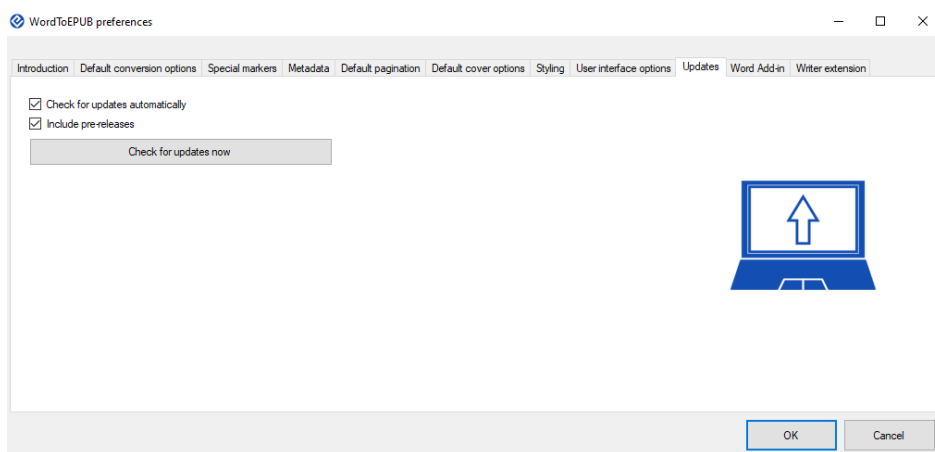 WordToEPUB preferences
Introduction Default conversion options Special markers Metadata Default pagination Default cover options Styling User interface options Updates Word Add-in Writer extension
Check for updates automatically
Include pre-releases
Check for updates now
OK Cancel